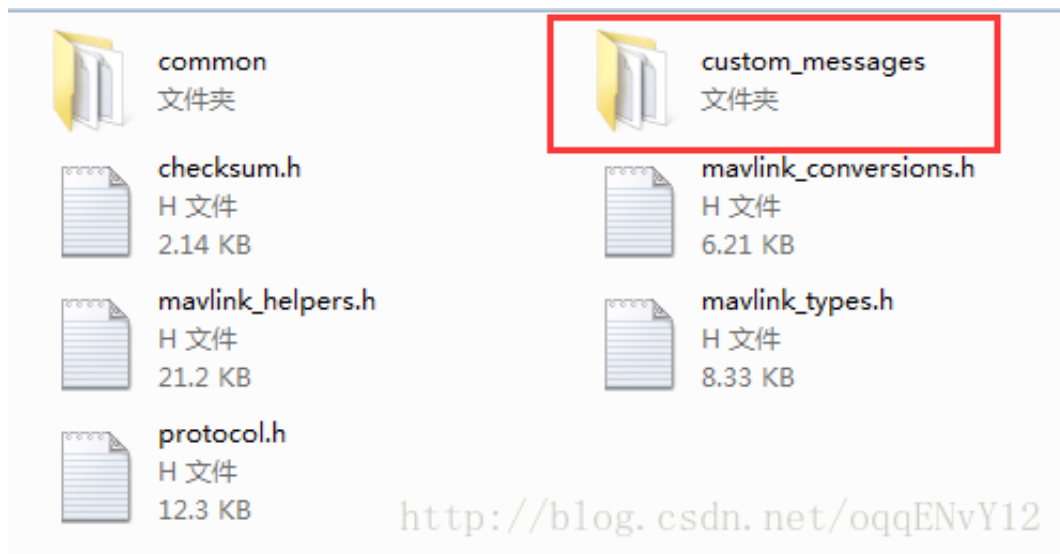 common
文件夹
custom_messages
文件夹
checksum.h
H 文件
2.14 KB
mavlink_conversions.h
H 文件
6.21 KB
mavlink_helpers.h
H 文件
21.2 KB
mavlink_types.h
H 文件
8.33 KB
protocol.h
H 文件
12.3 KB
http://blog.csdn.net/oqqENvY12